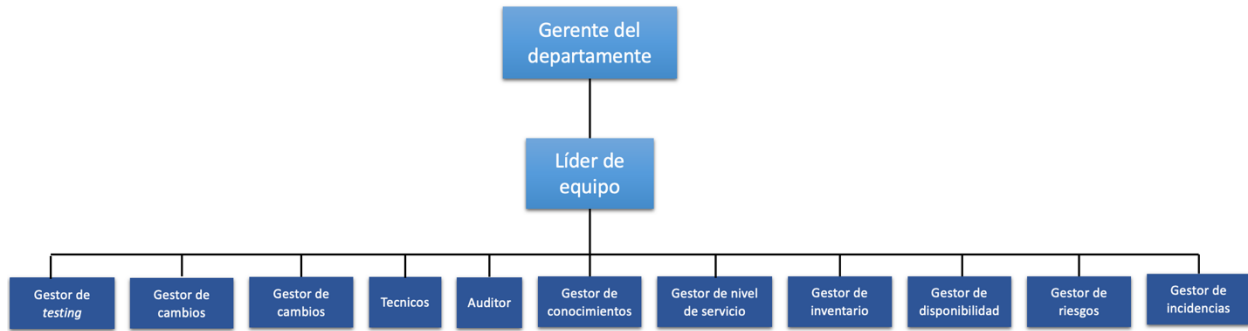 Gerente del
departamente
Líder de
equipo
Gestor de
testing
Gestor de
cambios
Gestor de
cambios
Tecnicos
Auditor
Gestor de
conocimientos
Gestor de nivel
de servicio
Gestor de
inventario
Gestor de
disponibilidad
Gestor de
riesgos
Gestor de
incidencias